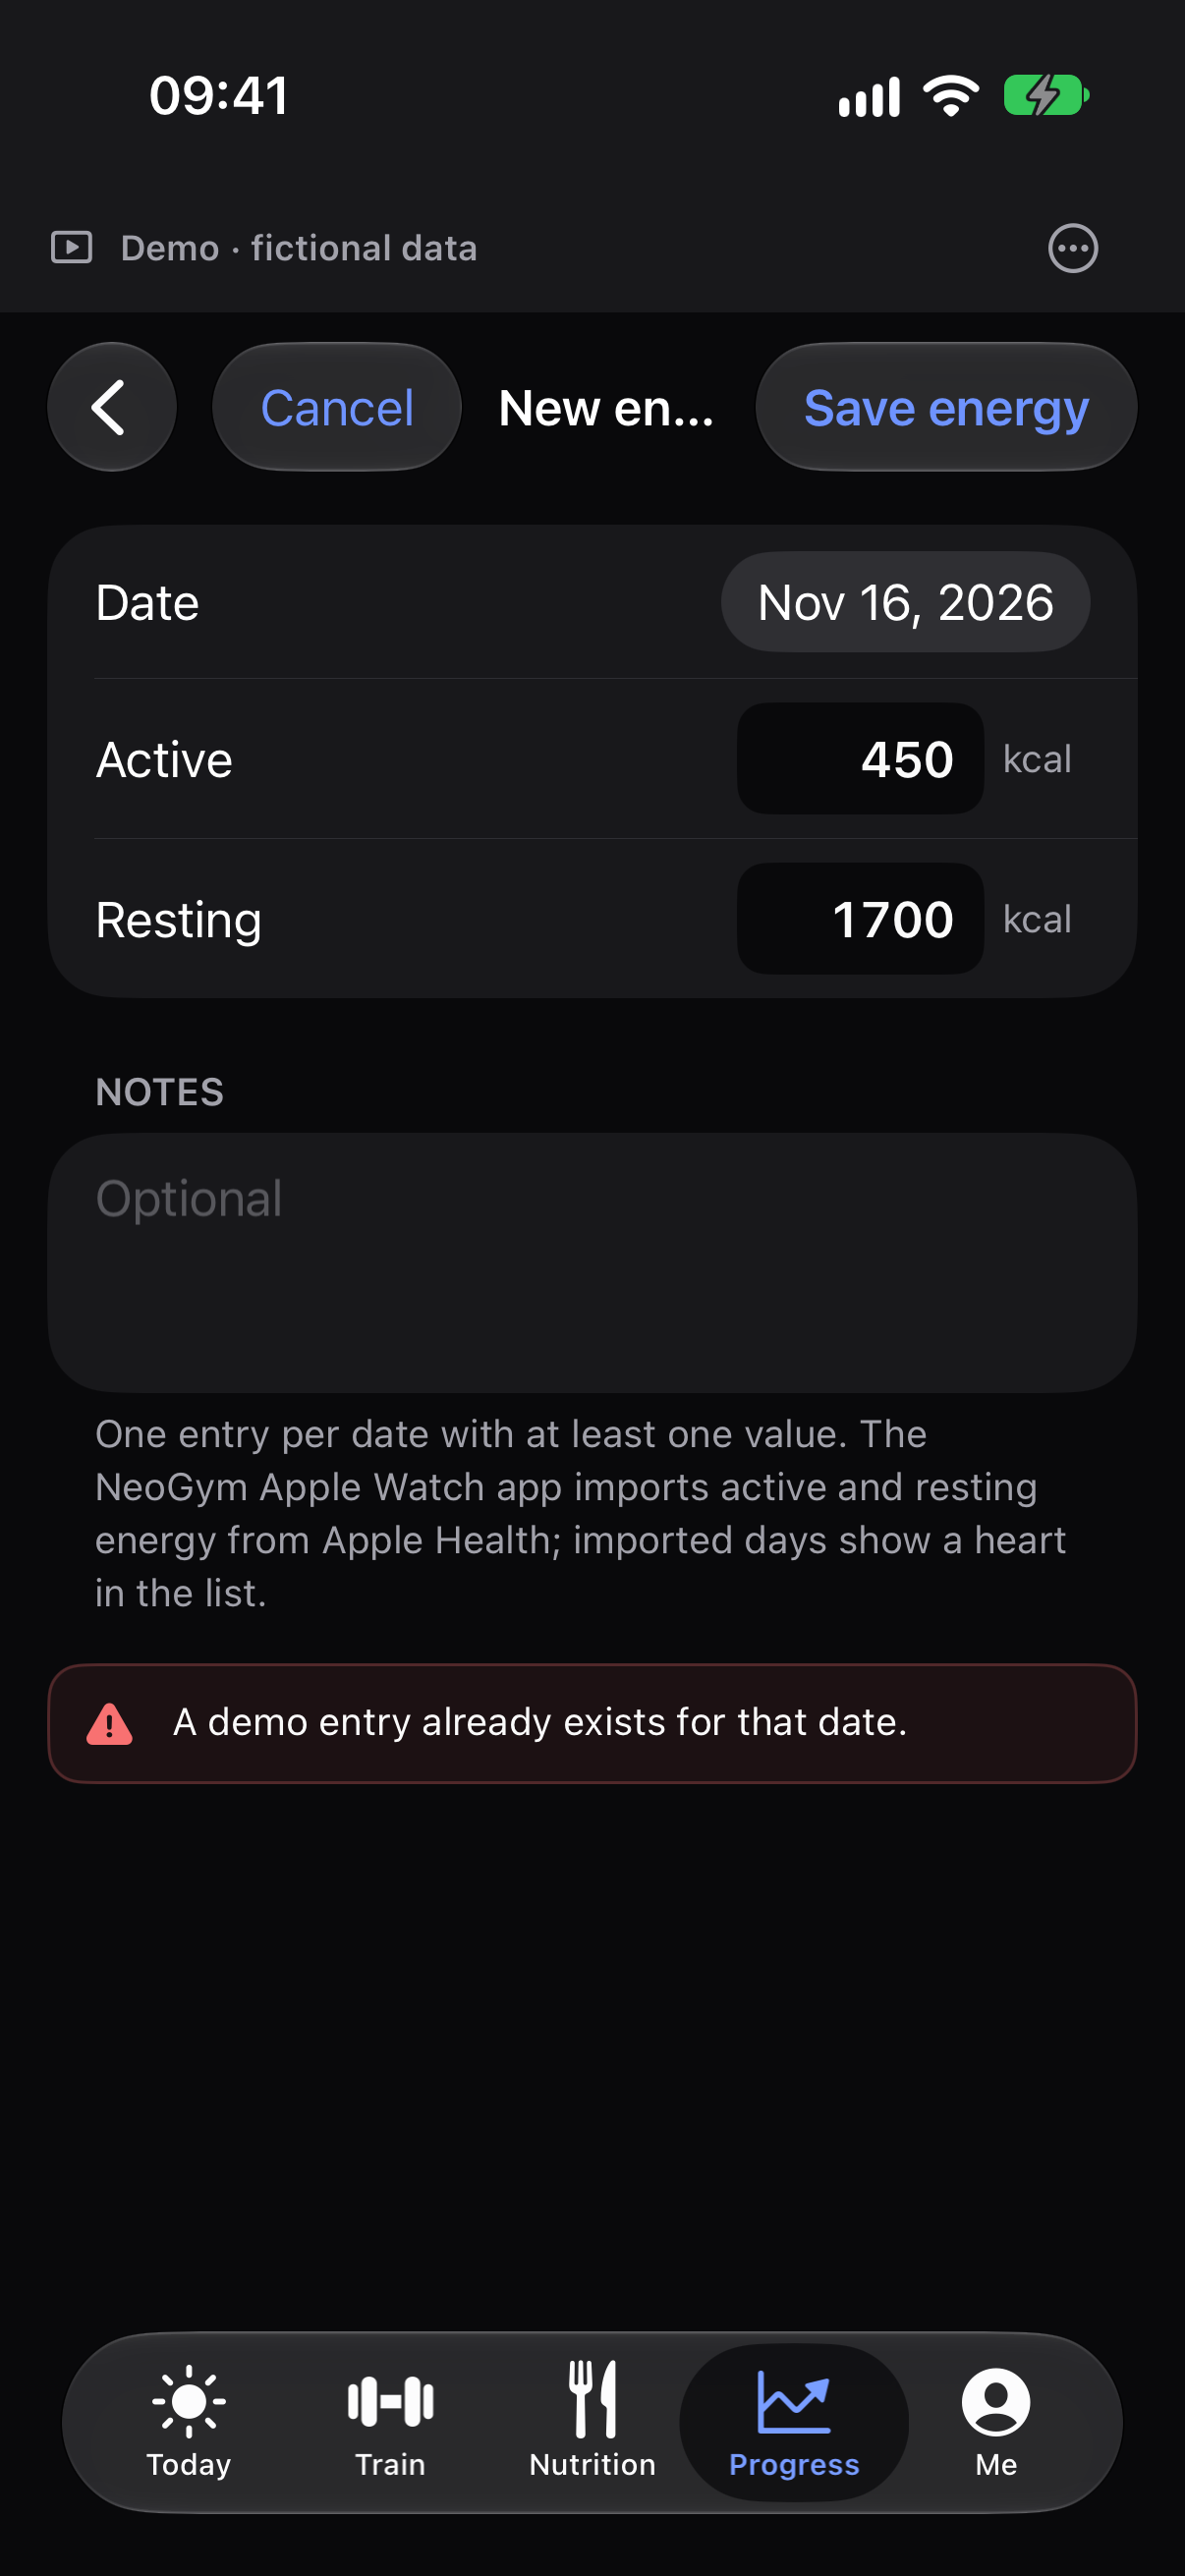 09:41
Demo · fictional data
Cancel
New en...
Save energy
Date
Nov 16, 2026
Active
450 kcal
Resting
1700 kcal
NOTES
Optional
One entry per date with at least one value. The
NeoGym Apple Watch app imports active and resting
energy from Apple Health; imported days show a heart
in the list.
A demo entry already exists for that date.
Today
Train
Nutrition
Progress
Me